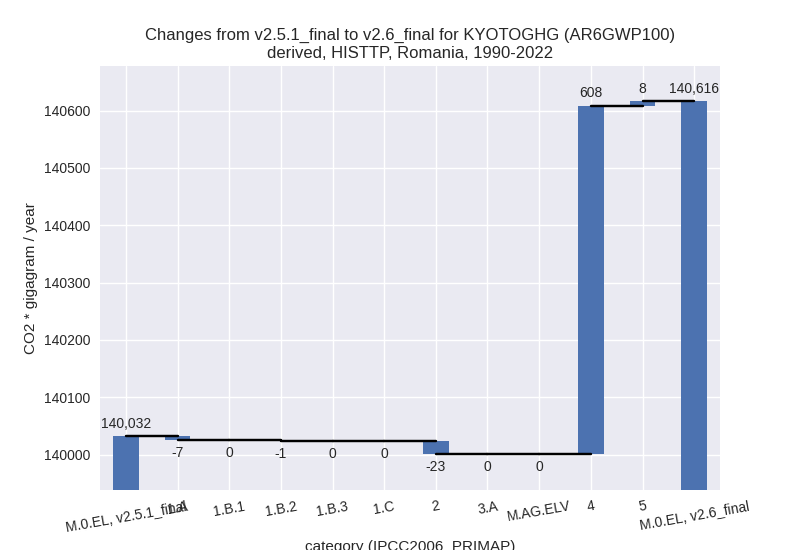 Changes from v2.5.1_final to v2.6_final for KYOTOGHG (AR6GWP100)
derived, HISTTP, Romania, 1990-2022
CO2 * gigagram / year
140600
140500
140400
140300
140200
140100
140000
140,032
-7
0
-1
0
0
-23
0
0
608
8
140,616
M.0.EL, v2.5.1_final
1.A
1.B.1
1.B.2
1.B.3
1.C
2
3.A
M.AG.ELV
4
5
M.0.EL, v2.6_final
category (IPCC2006_PRIMAP)